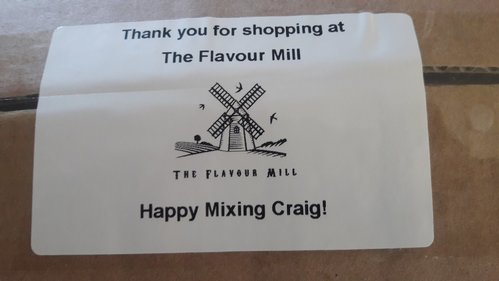 Thank you for shopping at
The Flavour Mill
The Flavour Mill
Happy Mixing Craig!